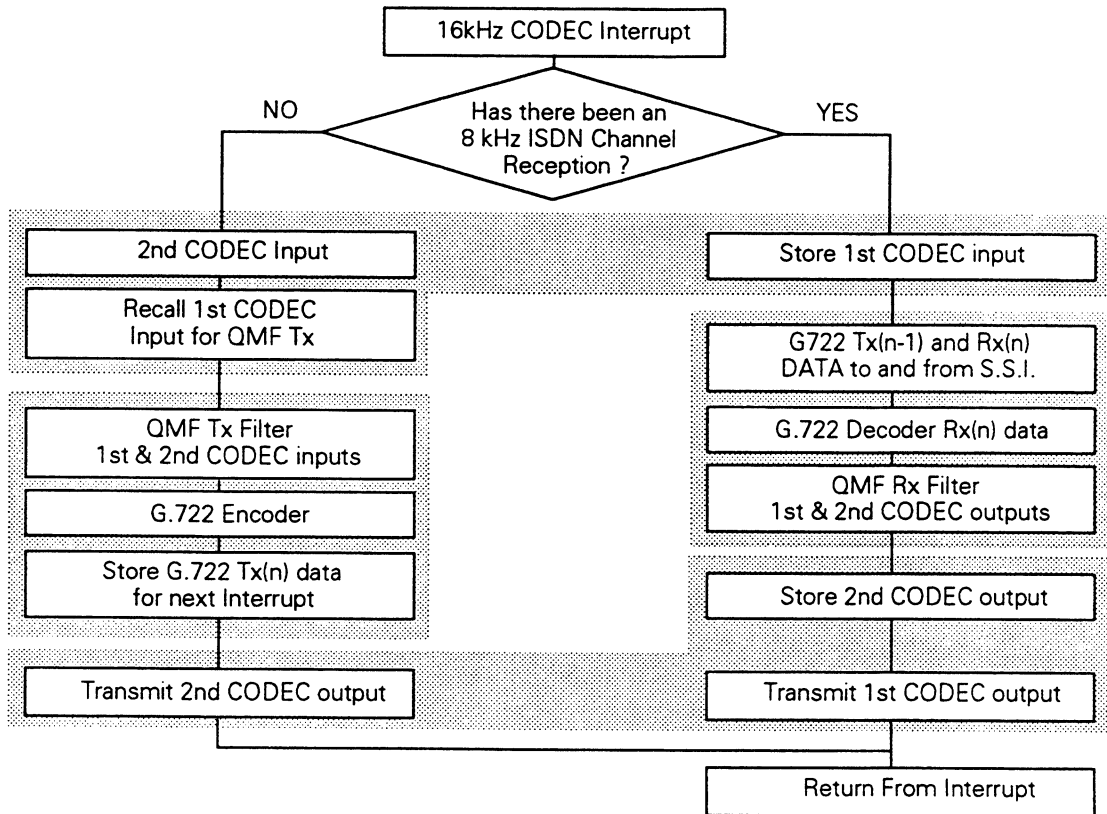 16kHz CODEC Interrupt
Has there been an
8 kHz ISDN Channel
Reception ?
NO
YES
2nd CODEC Input
Recall 1st CODEC
Input for QMF Tx
QMF Tx Filter
1st & 2nd CODEC inputs
G.722 Encoder
Store G.722 Tx(n) data
for next Interrupt
Transmit 2nd CODEC output
Store 1st CODEC input
G722 Tx(n-1) and Rx(n)
DATA to and from S.S.I.
G.722 Decoder Rx(n) data
QMF Rx Filter
1st & 2nd CODEC outputs
Store 2nd CODEC output
Transmit 1st CODEC output
Return From Interrupt